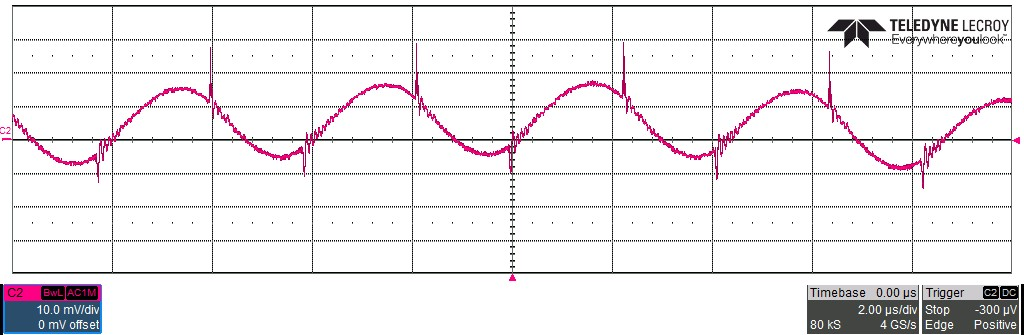 TELEDYNE LECROY
Everywhereyoulook™
C2
C2 BwL AC1M
10.0 mV/div
0 mV offset
Timebase 0.00 µs
2.00 µs/div
80 kS 4 GS/s
Trigger C2 DC
Stop -300 µV
Edge Positive